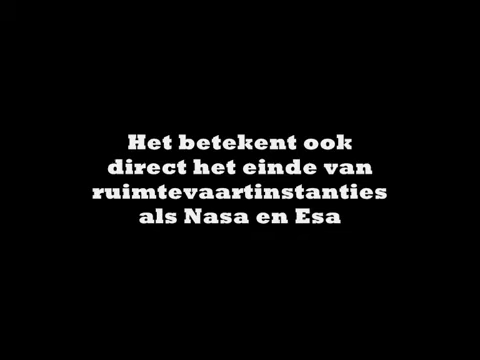 Het betekent ook
direct het einde van
ruimtevaartinstanties
als Nasa en Esa